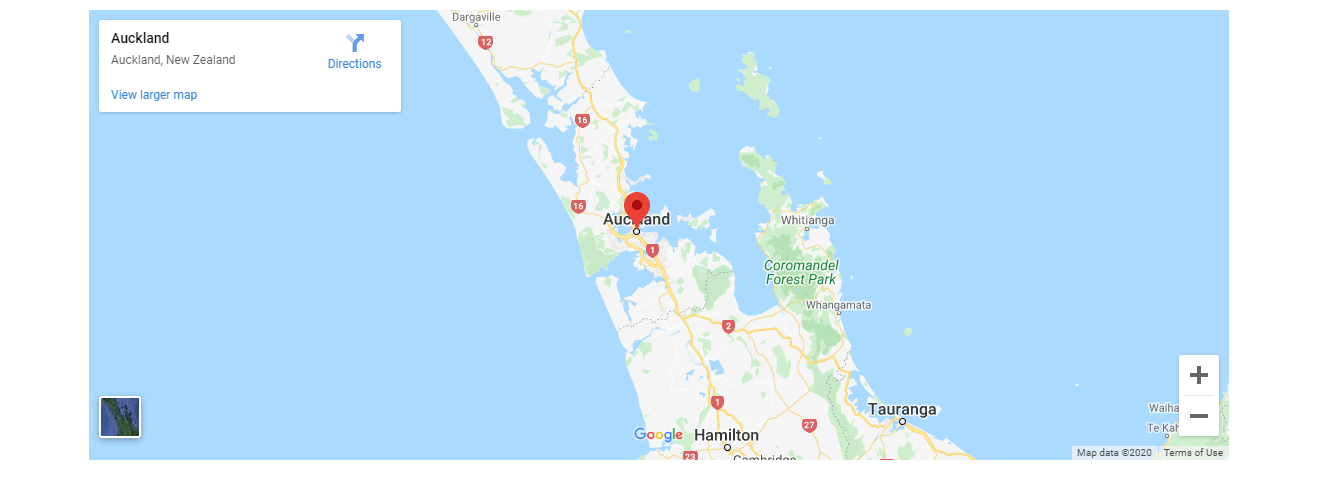 Auckland
Auckland, New Zealand
Directions
View larger map
Dargaville
12
16
16
Auckland
1
Whitianga
Coromandel
Forest Park
Whangamata
2
1
Tauranga
27
Google
Hamilton
23
Cambridge
Waiha
Te Kah
Map data ©2020
Terms of Use